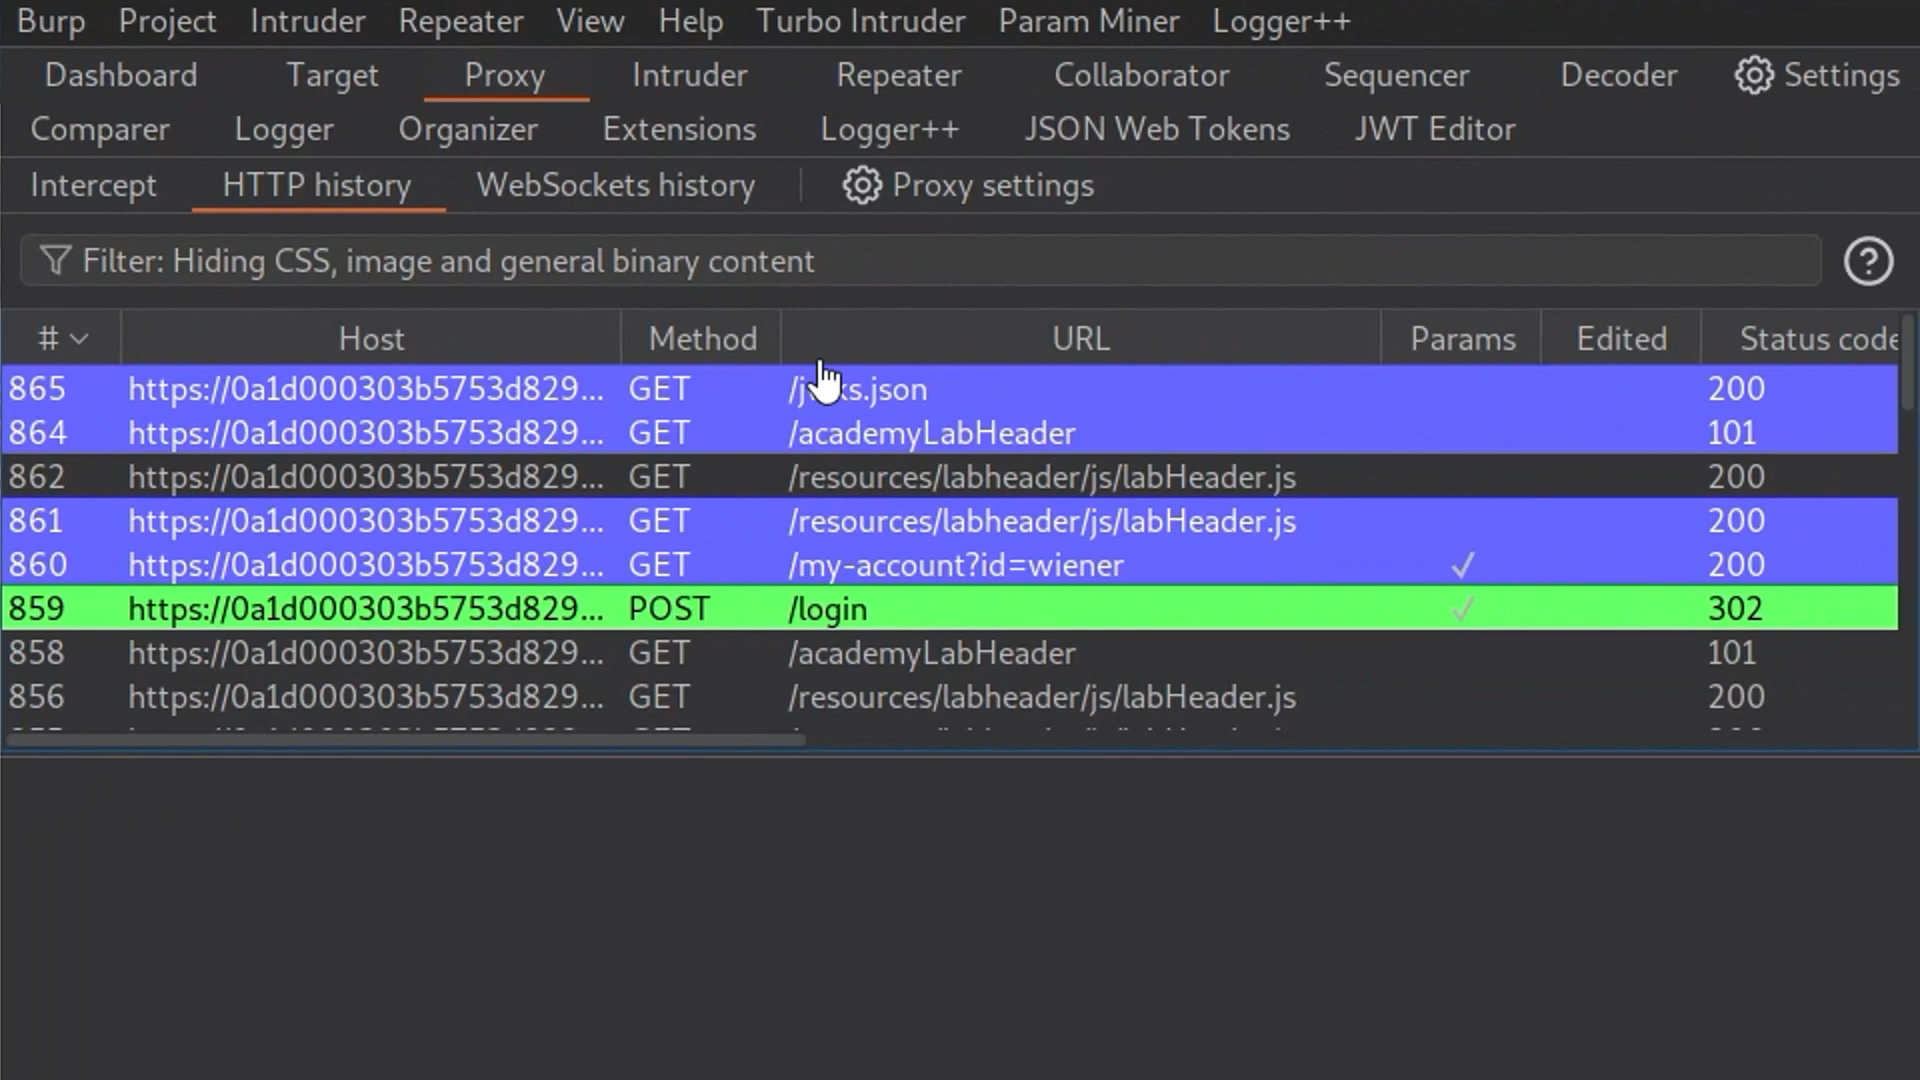 Burp Project Intruder Repeater View Help Turbo Intruder Param Miner Logger++
Dashboard Target Proxy Intruder Repeater Collaborator Sequencer Decoder Settings
Comparer Logger Organizer Extensions Logger++ JSON Web Tokens JWT Editor
Intercept HTTP history WebSockets history Proxy settings
Filter: Hiding CSS, image and general binary content ?
# Host Method URL Params Edited Status code
865 https://0a1d000303b5753d829... GET 200
864 https://0a1d000303b5753d829... GET /academyLabHeader 101
862 https://0a1d000303b5753d829... GET /resources/labheader/js/labHeader.js 200
861 https://0a1d000303b5753d829... GET /resources/labheader/js/labHeader.js 200
860 https://0a1d000303b5753d829... GET /my-account?id=wiener ✓ 200
859 https://0a1d000303b5753d829... POST /login ✓ 302
858 https://0a1d000303b5753d829... GET /academyLabHeader 101
856 https://0a1d000303b5753d829... GET /resources/labheader/js/labHeader.js 200